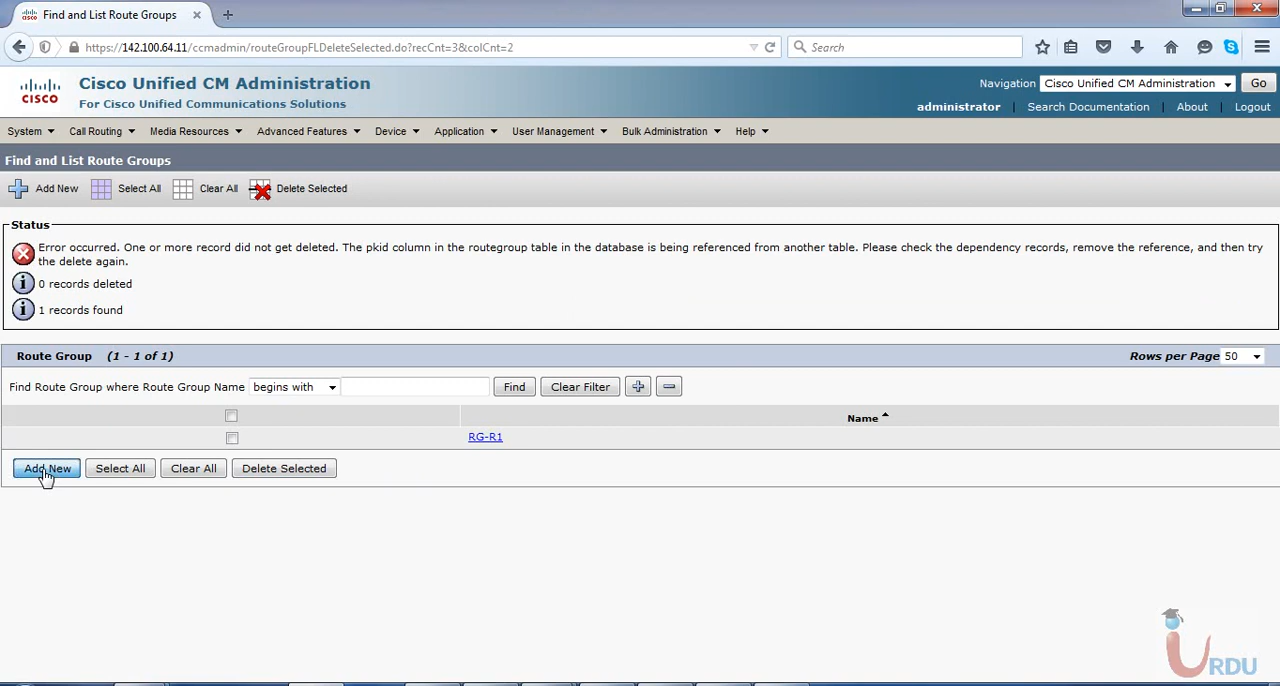 Find and List Route Groups
https://142.100.64.11/ccmadmin/routeGroupFLDeleteSelected.do?recCnt=3&colCnt=2
Search
CISCO
Cisco Unified CM Administration
For Cisco Unified Communications Solutions
Navigation Cisco Unified CM Administration Go
administrator | Search Documentation | About | Logout
System Call Routing Media Resources Advanced Features Device Application User Management Bulk Administration Help
Find and List Route Groups
Add New Select All Clear All Delete Selected
Status
Error occurred. One or more record did not get deleted. The pkid column in the routegroup table in the database is being referenced from another table. Please check the dependency records, remove the reference, and then try
the delete again.
0 records deleted
1 records found
Route Group (1 - 1 of 1) Rows per Page 50
Find Route Group where Route Group Name begins with Find Clear Filter
Name
RG-R1
Add New Select All Clear All Delete Selected
iURDU